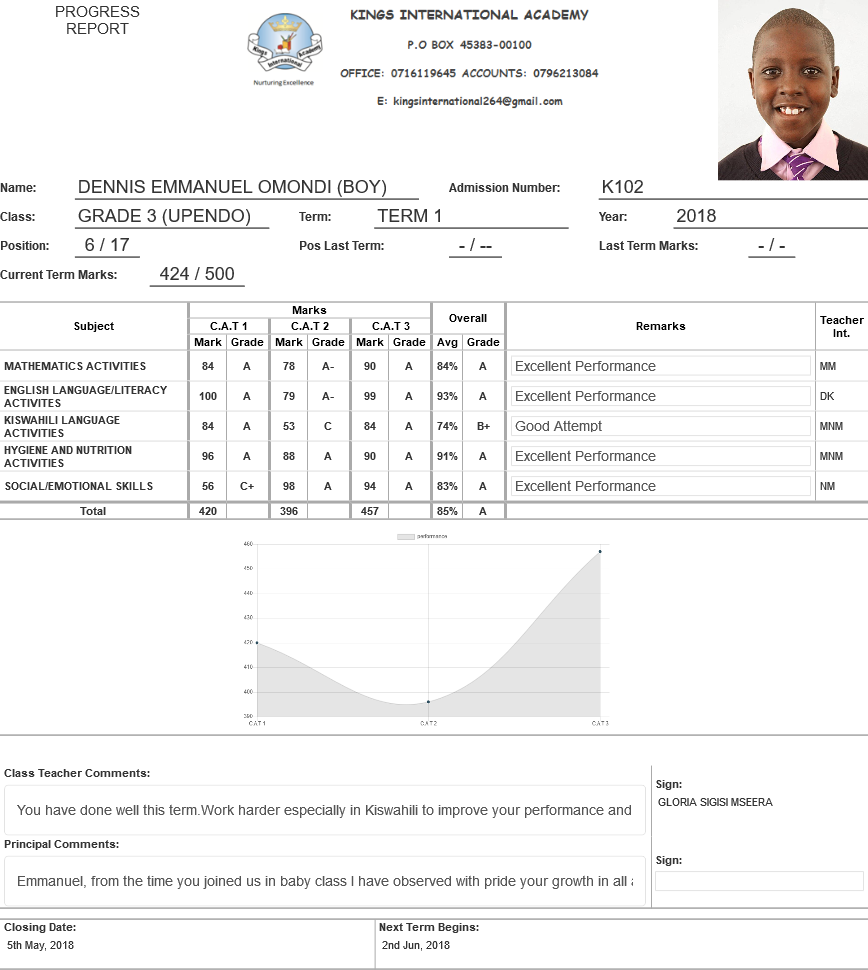 PROGRESS
REPORT
KINGS INTERNATIONAL ACADEMY
P.O BOX 45383-00100
OFFICE: 0716119645 ACCOUNTS: 0796213084
E: kingsinternational264@gmail.com
Kings Academy
International
Nurturing Excellence
Name: DENNIS EMMANUEL OMONDI (BOY) Admission Number: K102
Class: GRADE 3 (UPENDO) Term: TERM 1 Year: 2018
Position: 6 / 17 Pos Last Term: - / -- Last Term Marks: - / -
Current Term Marks: 424 / 500
Subject Marks Overall Remarks Teacher Int.
C.A.T 1 C.A.T 2 C.A.T 3
Mark Grade Mark Grade Mark Grade Avg Grade
MATHEMATICS ACTIVITIES 84 A 78 A- 90 A 84% A Excellent Performance MM
ENGLISH LANGUAGE/LITERACY ACTIVITES 100 A 79 A- 99 A 93% A Excellent Performance DK
KISWAHILI LANGUAGE ACTIVITIES 84 A 53 C 84 A 74% B+ Good Attempt MNM
HYGIENE AND NUTRITION ACTIVITIES 96 A 88 A 90 A 91% A Excellent Performance MNM
SOCIAL/EMOTIONAL SKILLS 56 C+ 98 A 94 A 83% A Excellent Performance NM
Total 420 396 457 85% A
performance
460
450
440
430
420
410
400
390
CAT1 CAT2 CAT3
Class Teacher Comments:
You have done well this term.Work harder especially in Kiswahili to improve your performance and
Sign:
GLORIA SIGISI MSEERA
Principal Comments:
Emmanuel, from the time you joined us in baby class I have observed with pride your growth in all
Sign:
Closing Date:
5th May, 2018
Next Term Begins:
2nd Jun, 2018